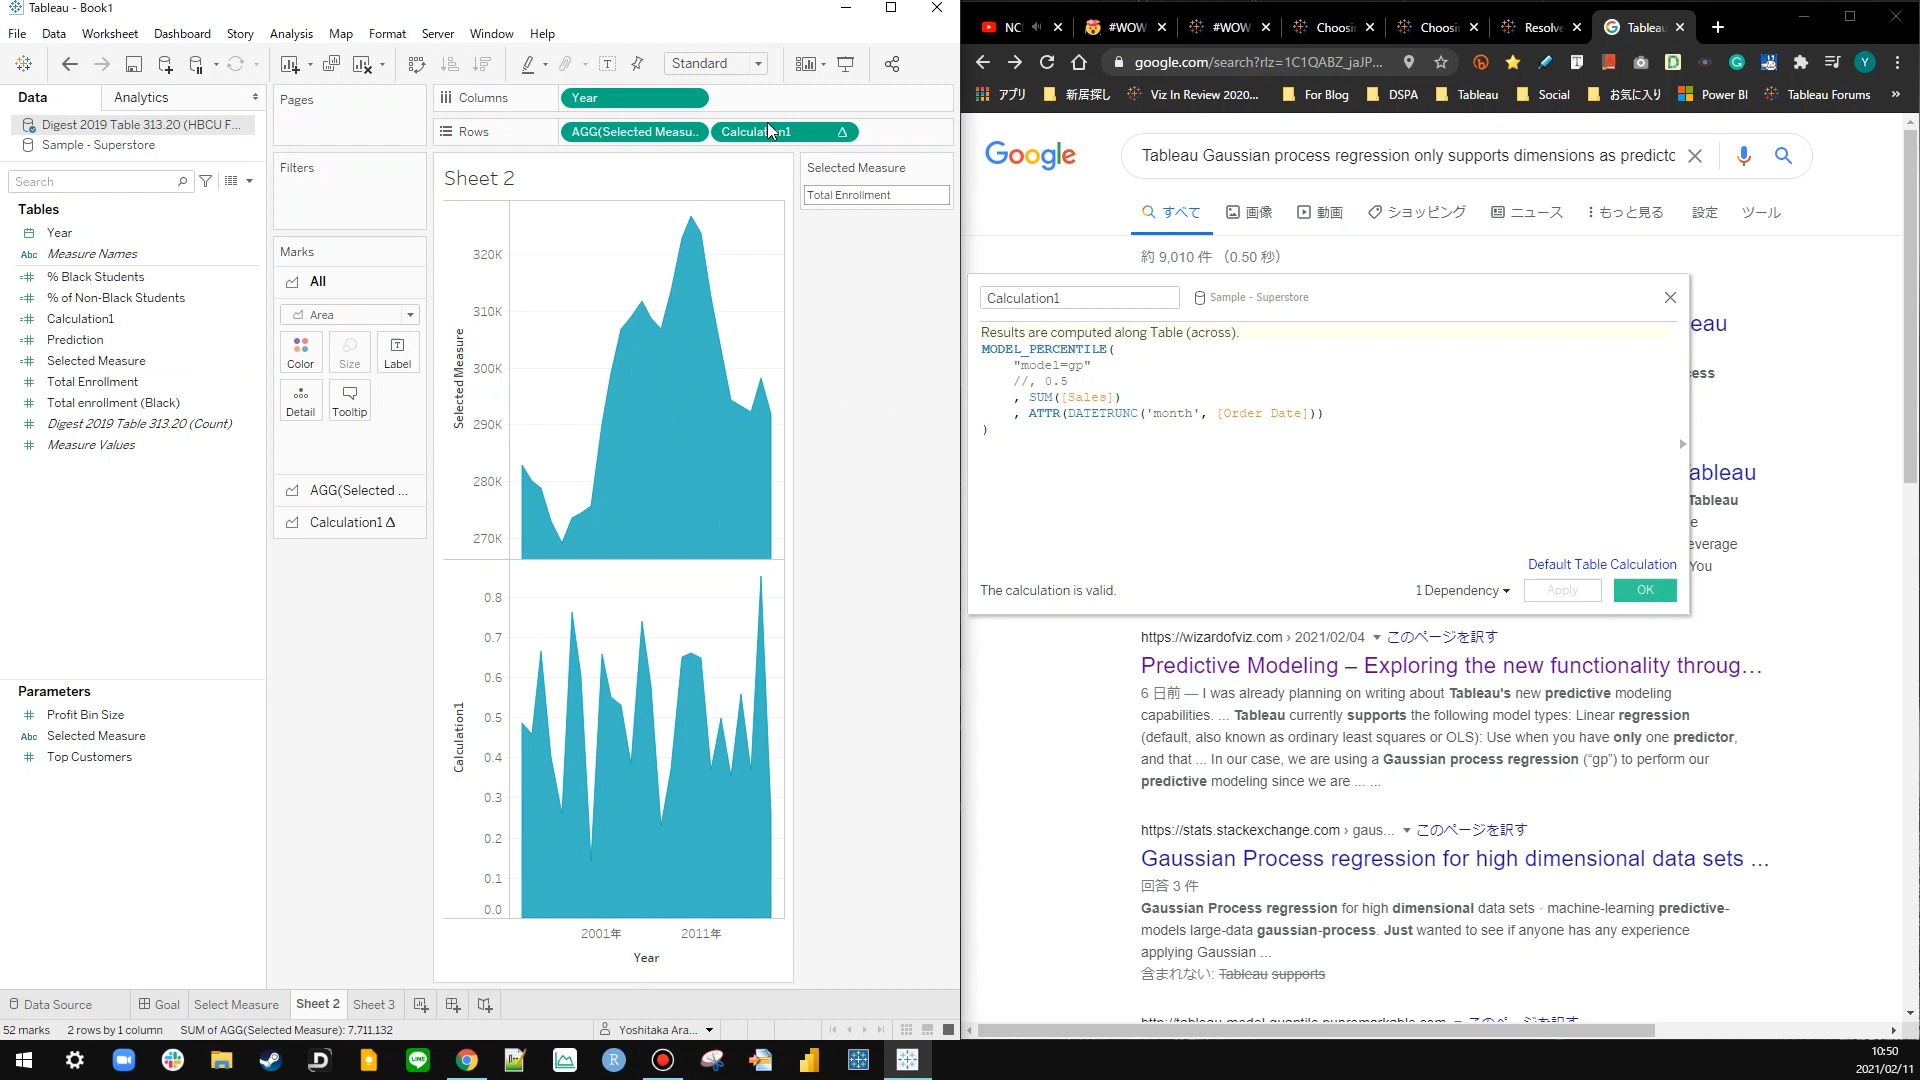 Tableau - Book1
File Data Worksheet Dashboard Story Analysis Map Format Server Window Help
Standard
Data Analytics
Digest 2019 Table 313.20 (HBCU F...
Sample - Superstore
Search
Tables
Year
Abc Measure Names
% Black Students
% of Non-Black Students
Calculation1
Prediction
Selected Measure
Total Enrollment
Total enrollment (Black)
Digest 2019 Table 313.20 (Count)
Measure Values
Parameters
Profit Bin Size
Abc Selected Measure
Top Customers
Pages
Filters
Marks
All
Area
Color Size Label
Detail Tooltip
AGG(Selected ...
Calculation1 Δ
Columns Year
Rows AGG(Selected Measu.. Calculation1 Δ
Sheet 2
Selected Measure
320K
310K
300K
290K
280K
270K
Calculation1
0.8
0.7
0.6
0.5
0.4
0.3
0.2
0.1
0.0
2001年 2011年
Year
Selected Measure
Total Enrollment
Data Source Goal Select Measure Sheet 2 Sheet 3
52 marks 2 rows by 1 column SUM of AGG(Selected Measure): 7,711,132
Yoshitaka Ara...
NC #WOW #WOW Choosin Choosin Resolve Tableau
google.com/search?rlz=1C1QABZ_jaJP...
Y
アプリ 新居探し Viz In Review 2020... For Blog DSPA Tableau Social お気に入り Power BI Tableau Forums »
Google
Tableau Gaussian process regression only supports dimensions as predictc
すべて 画像 動画 ショッピング ニュース もっと見る 設定 ツール
約 9,010 件 （0.50 秒）
Calculation1 Sample - Superstore
Results are computed along Table (across).
MODEL_PERCENTILE(
"model=gp"
//, 0.5
, SUM([Sales])
, ATTR(DATETRUNC('month', [Order Date]))
)
Default Table Calculation
The calculation is valid.
1 Dependency Apply OK
eau
ess
ableau
Tableau
e
everage
You
https://wizardofviz.com › 2021/02/04 このページを訳す
Predictive Modeling – Exploring the new functionality throug…
6 日前 — I was already planning on writing about Tableau's new predictive modeling
capabilities. ... Tableau currently supports the following model types: Linear regression
(default, also known as ordinary least squares or OLS): Use when you have only one predictor,
and that ... In our case, we are using a Gaussian process regression (“gp”) to perform our
predictive modeling since we are ... ...
https://stats.stackexchange.com › gaus... このページを訳す
Gaussian Process regression for high dimensional data sets ...
回答 3 件
Gaussian Process regression for high dimensional data sets · machine-learning predictive-
models large-data gaussian-process. Just wanted to see if anyone has any experience
applying Gaussian ...
含まれない: Tableau supports
10:50
2021/02/11